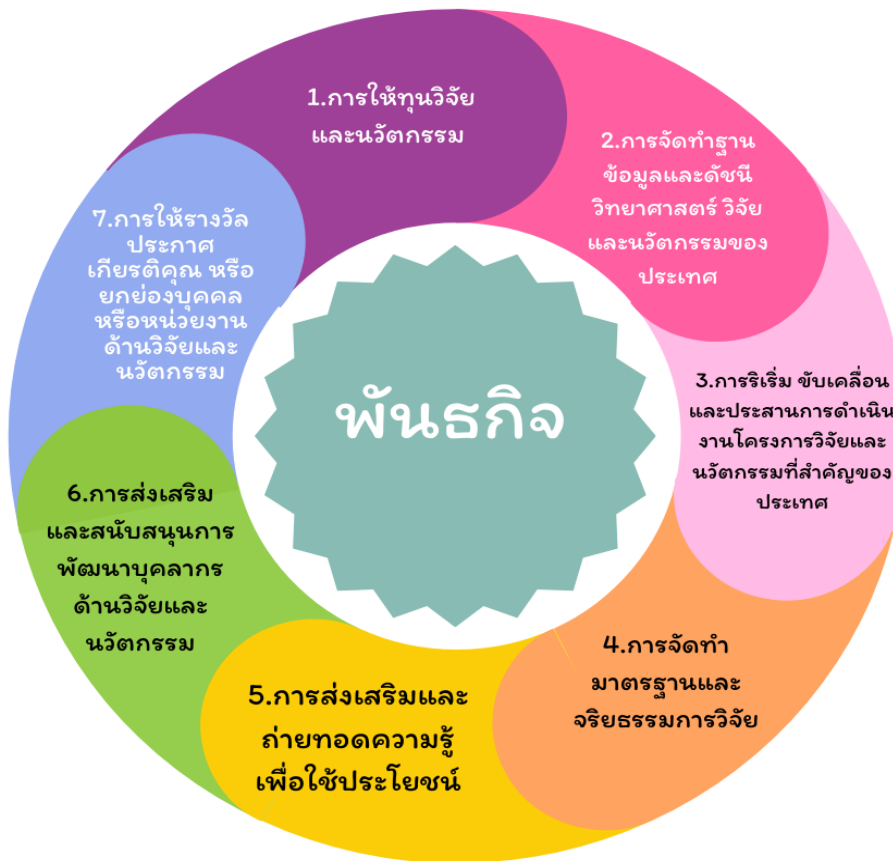 พันธกิจ
1.การให้ทุนวิจัย
และนวัตกรรม
2.การจัดทำฐาน
ข้อมูลและดัชนี
วิทยาศาสตร์ วิจัย
และนวัตกรรมของ
ประเทศ
3.การริเริ่ม ขับเคลื่อน
และประสานการดำเนิน
งานโครงการวิจัยและ
นวัตกรรมที่สำคัญของ
ประเทศ
4.การจัดทำ
มาตรฐานและ
จริยธรรมการวิจัย
5.การส่งเสริมและ
ถ่ายทอดความรู้
เพื่อใช้ประโยชน์
6.การส่งเสริม
และสนับสนุนการ
พัฒนาบุคลากร
ด้านวิจัยและ
นวัตกรรม
7.การให้รางวัล
ประกาศ
เกียรติคุณ หรือ
ยกย่องบุคคล
หรือหน่วยงาน
ด้านวิจัยและ
นวัตกรรม